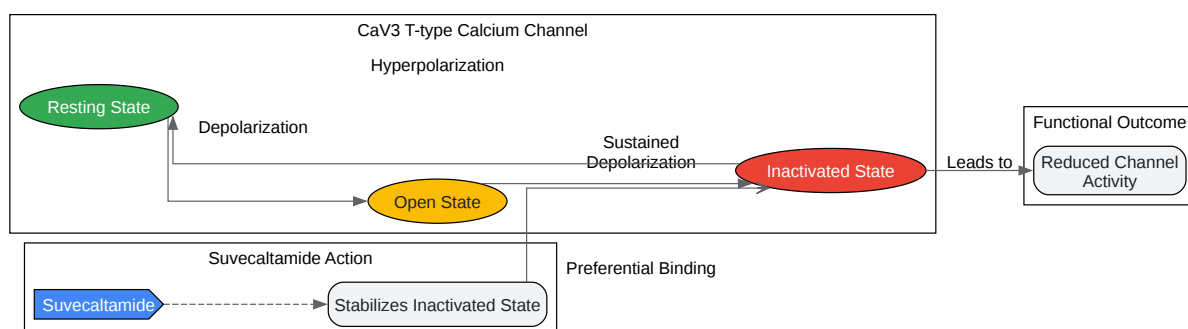 CaV3 T-type Calcium Channel
Hyperpolarization
Resting State
Depolarization
Sustained
Depolarization
Inactivated State
Open State
Leads to
Functional Outcome
Reduced Channel
Activity
Suvecaltamide Action
Preferential Binding
Suvecaltamide
Stabilizes Inactivated State